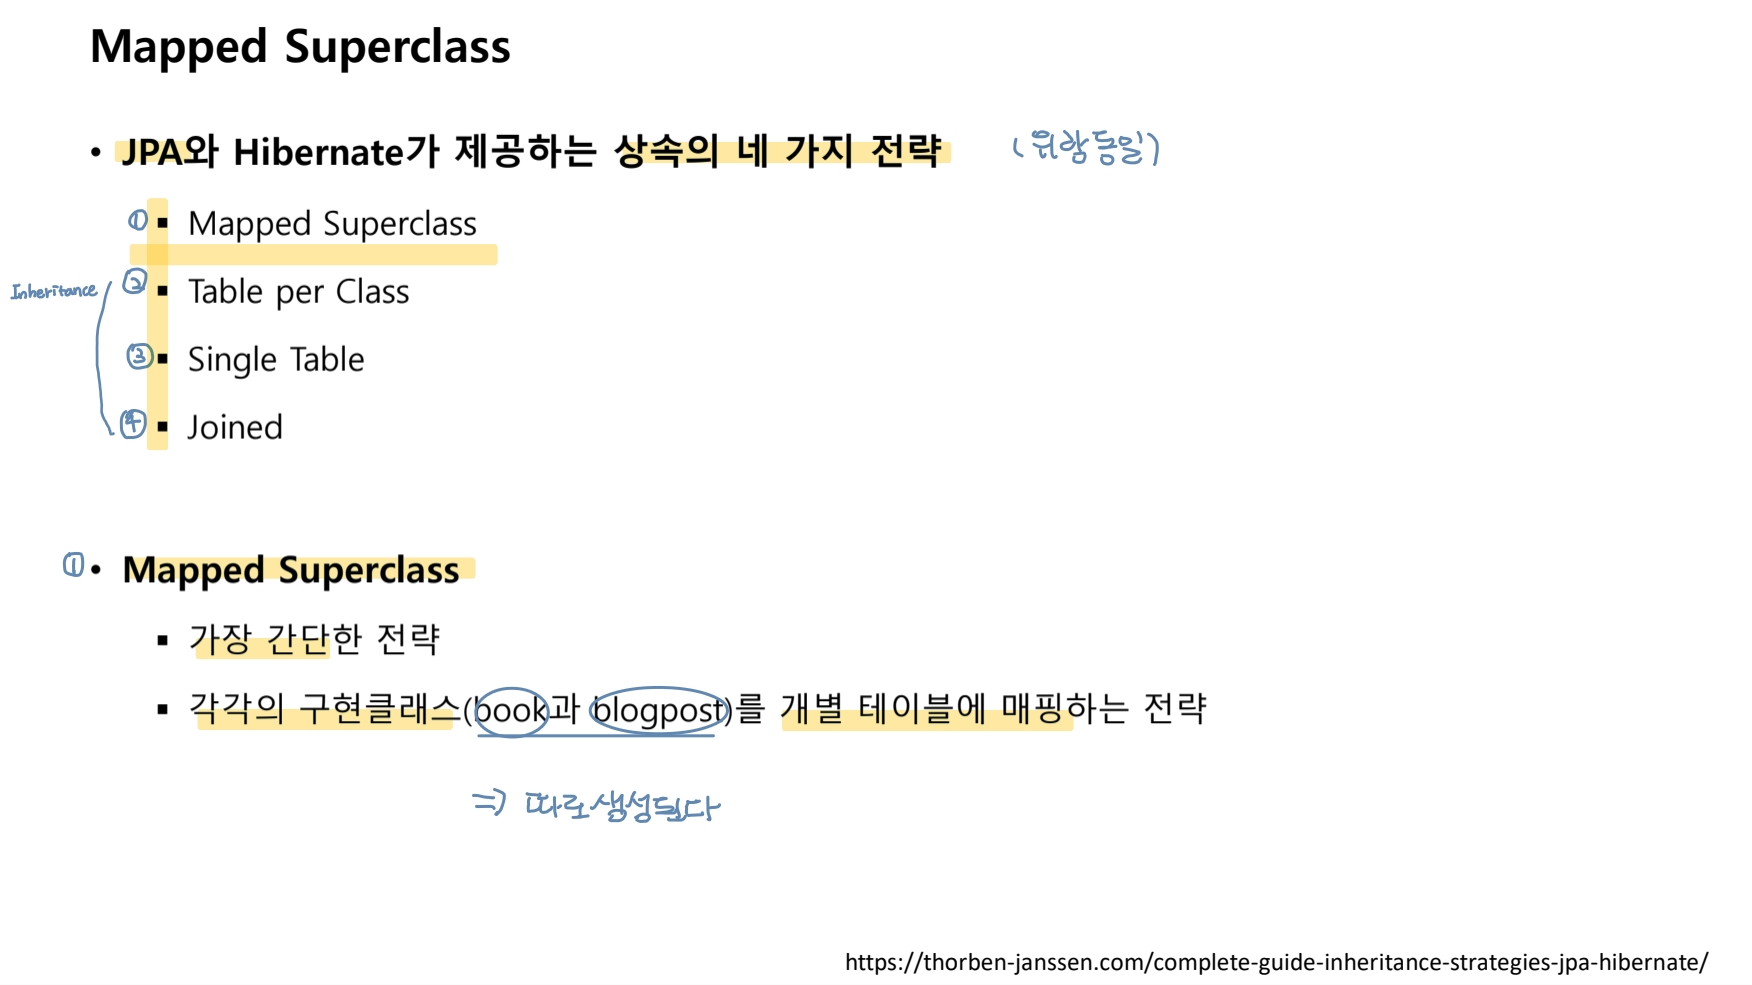 Mapped Superclass
• JPA와 Hibernate가 제공하는 상속의 네 가지 전략 (위함동일)
① ▪ Mapped Superclass
Inheritance ② ▪ Table per Class
③ ▪ Single Table
④ ▪ Joined
① • Mapped Superclass
▪ 가장 간단한 전략
▪ 각각의 구현클래스(book과 blogpost)를 개별 테이블에 매핑하는 전략
=> 따로생성된다
https://thorben-janssen.com/complete-guide-inheritance-strategies-jpa-hibernate/